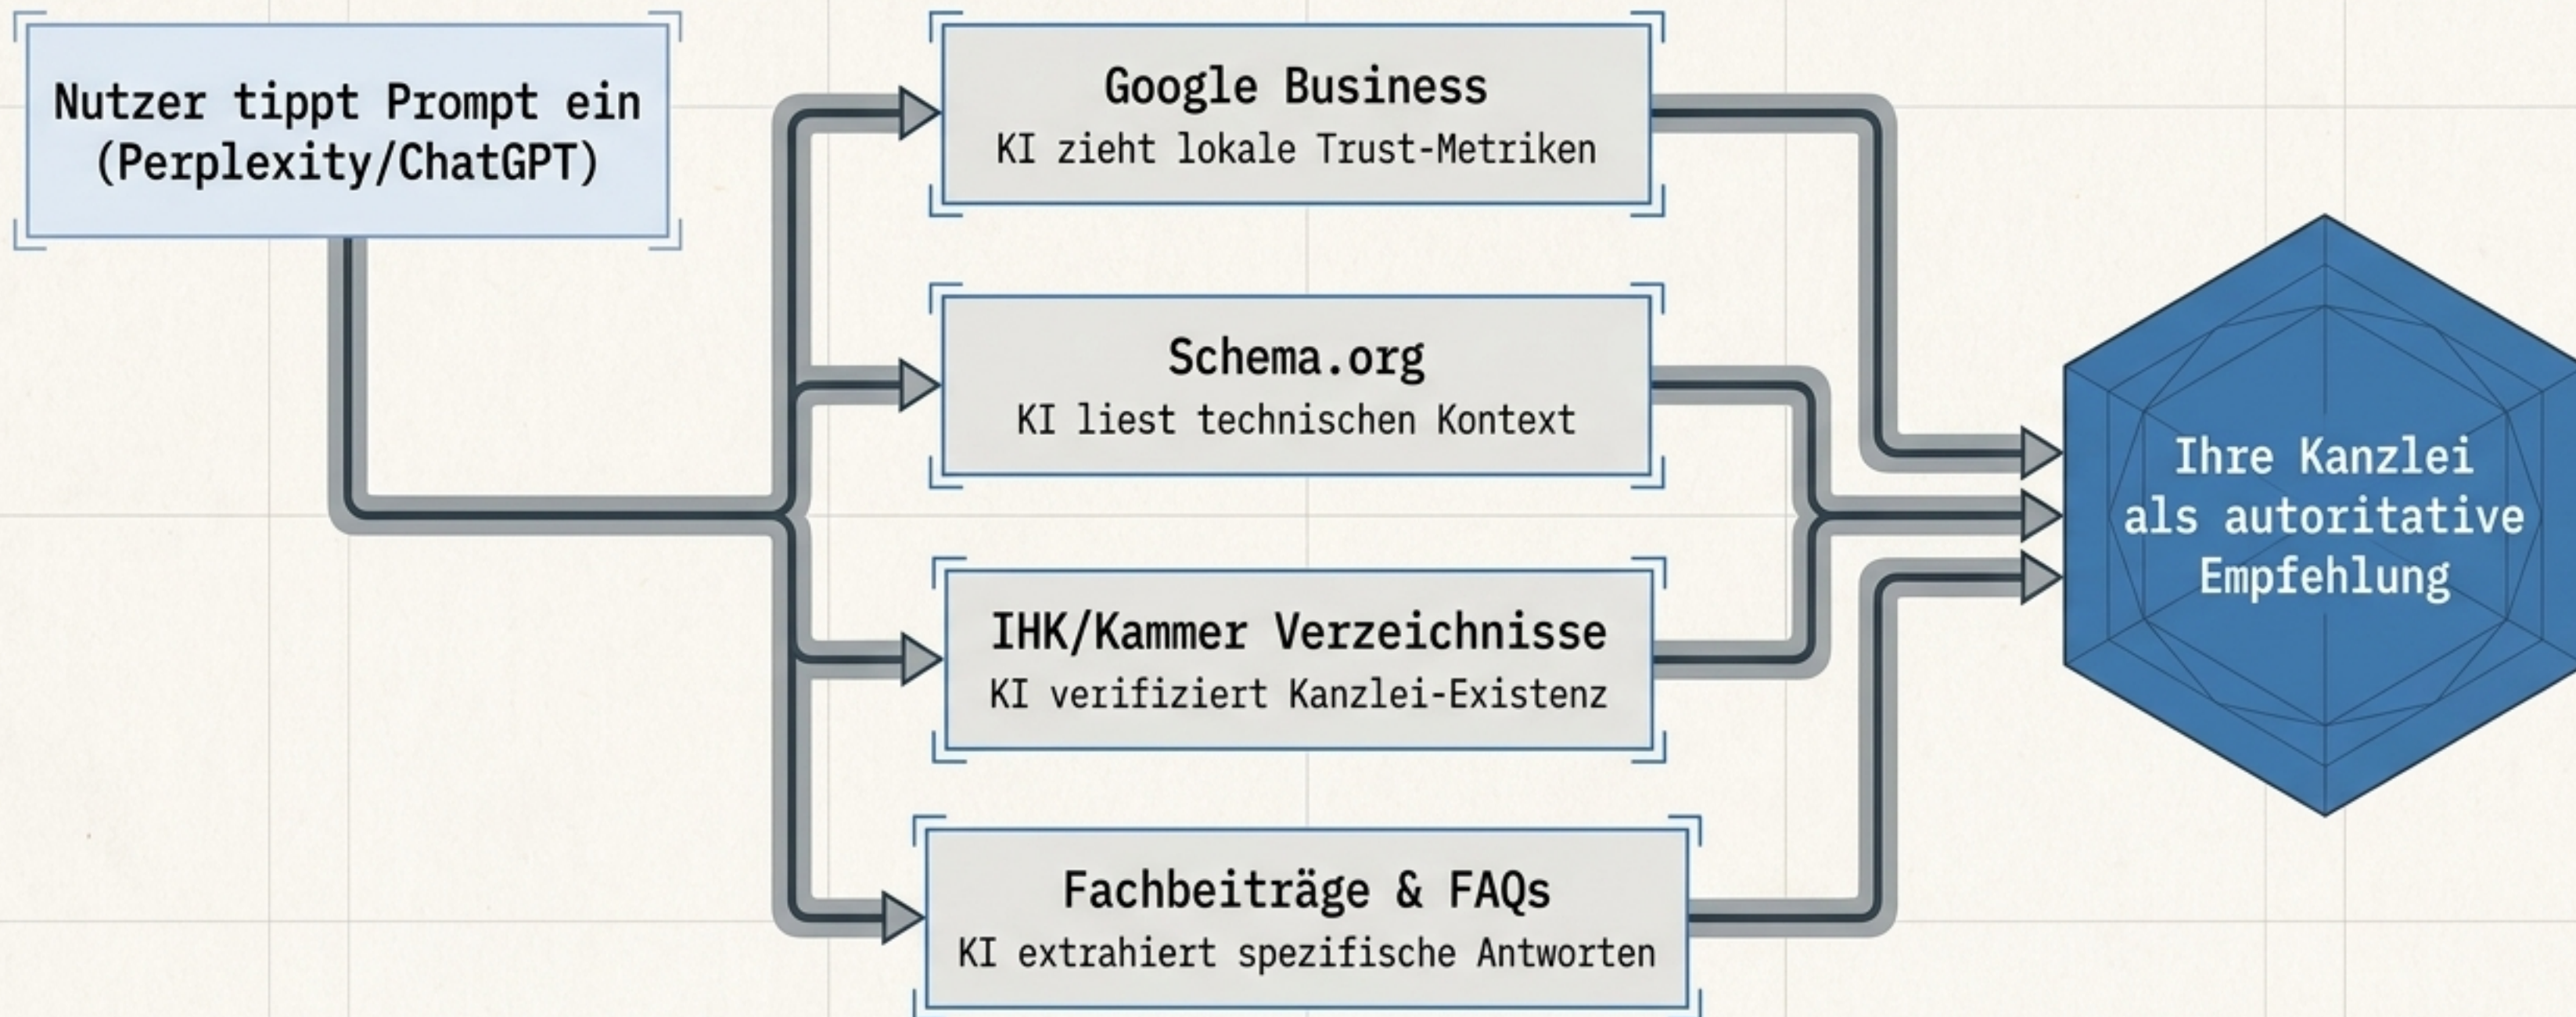 Nutzer tippt Prompt ein
(Perplexity/ChatGPT)
Google Business
KI zieht lokale Trust-Metriken
Schema.org
KI liest technischen Kontext
IHK/Kammer Verzeichnisse
KI verifiziert Kanzlei-Existenz
Fachbeiträge & FAQs
KI extrahiert spezifische Antworten
Ihre Kanzlei
als autoritative
Empfehlung